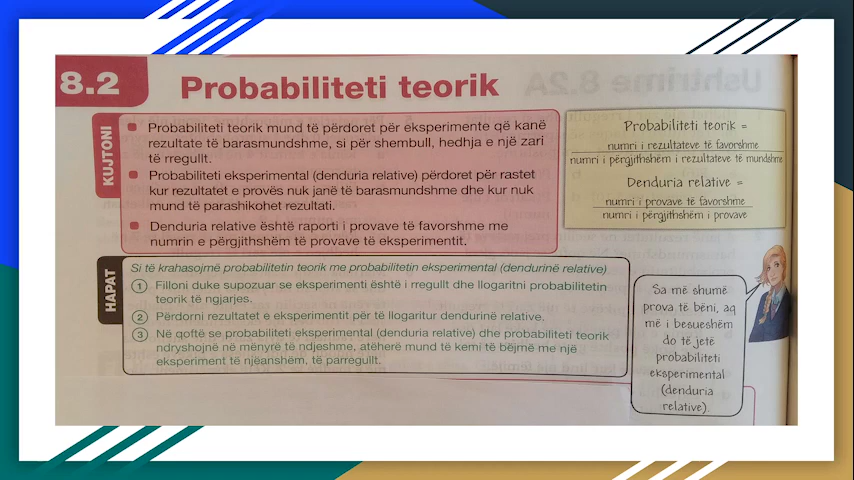 8.2 Probabiliteti teorik
KUJTONI
Probabiliteti teorik mund të përdoret për eksperimente që kanë
rezultate të barasmundshme, si për shembull, hedhja e një zari
të rregullt.
Probabiliteti eksperimental (denduria relative) përdoret për rastet
kur rezultatet e provës nuk janë të barasmundshme dhe kur nuk
mund të parashikohet rezultati.
Denduria relative është raporti i provave të favorshme me
numrin e përgjithshëm të provave të eksperimentit.
Probabiliteti teorik =
numri i rezultateve të favorshme
numri i përgjithshëm i rezultateve të mundshme
Denduria relative =
numri i provave të favorshme
numri i përgjithshëm i provave
HAPAT
Si të krahasojmë probabilitetin teorik me probabilitetin eksperimental (dendurinë relative)
1 Filloni duke supozuar se eksperimenti është i rregullt dhe llogaritni probabilitetin
teorik të ngjarjes.
2 Përdorni rezultatet e eksperimentit për të llogaritur dendurinë relative.
3 Në qoftë se probabiliteti eksperimental (denduria relative) dhe probabiliteti teorik
ndryshojnë në mënyrë të ndjeshme, atëherë mund të kemi të bëjmë me një
eksperiment të njëanshëm, të parregullt.
Sa më shumë
prova të bëni, aq
më i besueshëm
do të jetë
probabiliteti
eksperimental
(denduria
relative).